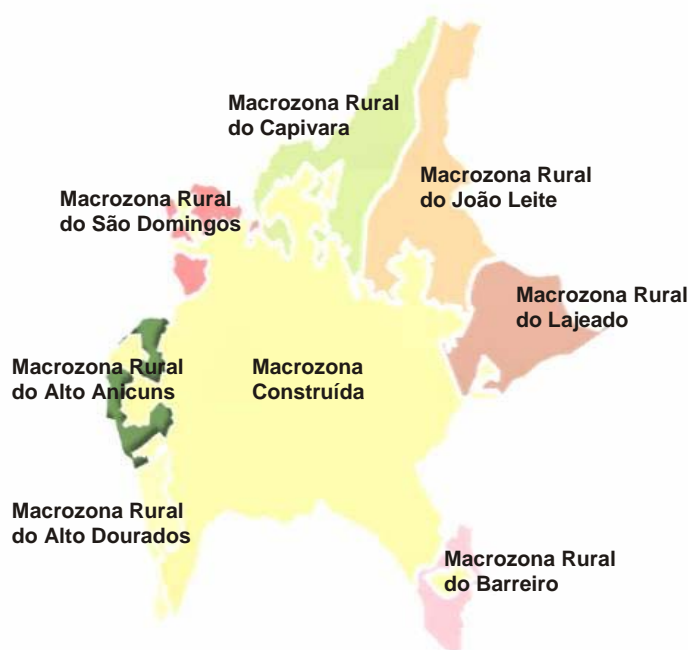 Macrozona Rural
do Capivara
Macrozona Rural
do João Leite
Macrozona Rural
do São Domingos
Macrozona Rural
do Lajeado
Macrozona Rural
do Alto Anicuns
Macrozona
Construída
Macrozona Rural
do Alto Dourados
Macrozona Rural
do Barreiro